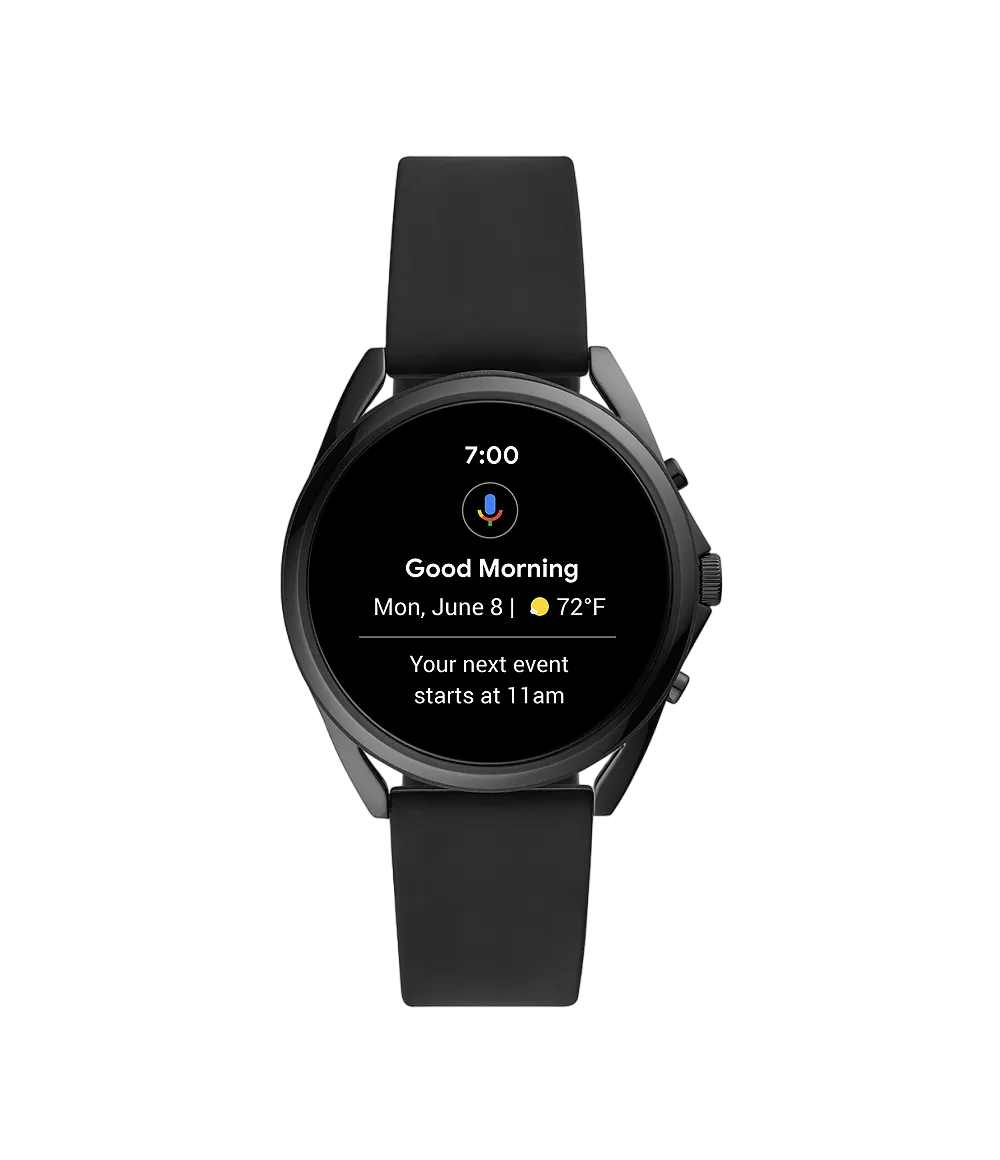 7:00
Good Morning
Mon, June 8 | 72°F
Your next event
starts at 11am